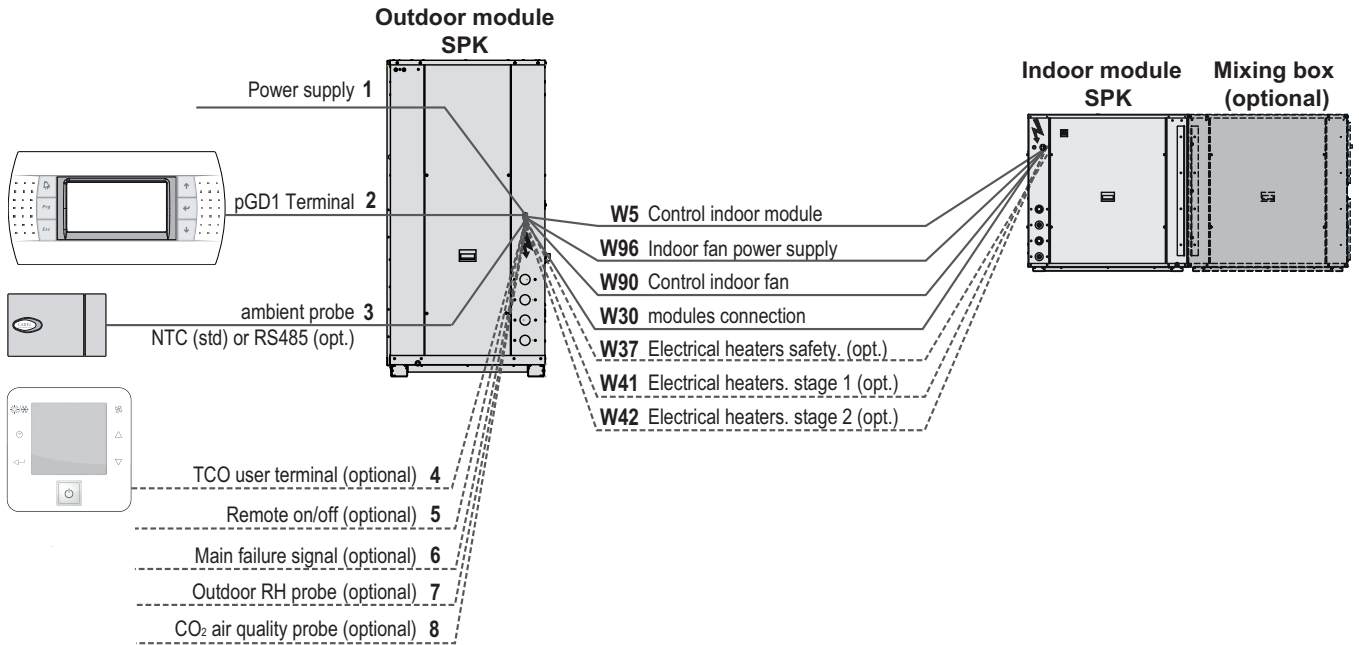 Outdoor module
SPK
Indoor module
SPK
Mixing box
(optional)
Power supply 1
pGD1 Terminal 2
Prg
Esc
ambient probe 3
NTC (std) or RS485 (opt.)
CAREL
W5 Control indoor module
W96 Indoor fan power supply
W90 Control indoor fan
W30 modules connection
W37 Electrical heaters safety. (opt.)
W41 Electrical heaters. stage 1 (opt.)
W42 Electrical heaters. stage 2 (opt.)
TCO user terminal (optional) 4
Remote on/off (optional) 5
Main failure signal (optional) 6
Outdoor RH probe (optional) 7
CO₂ air quality probe (optional) 8